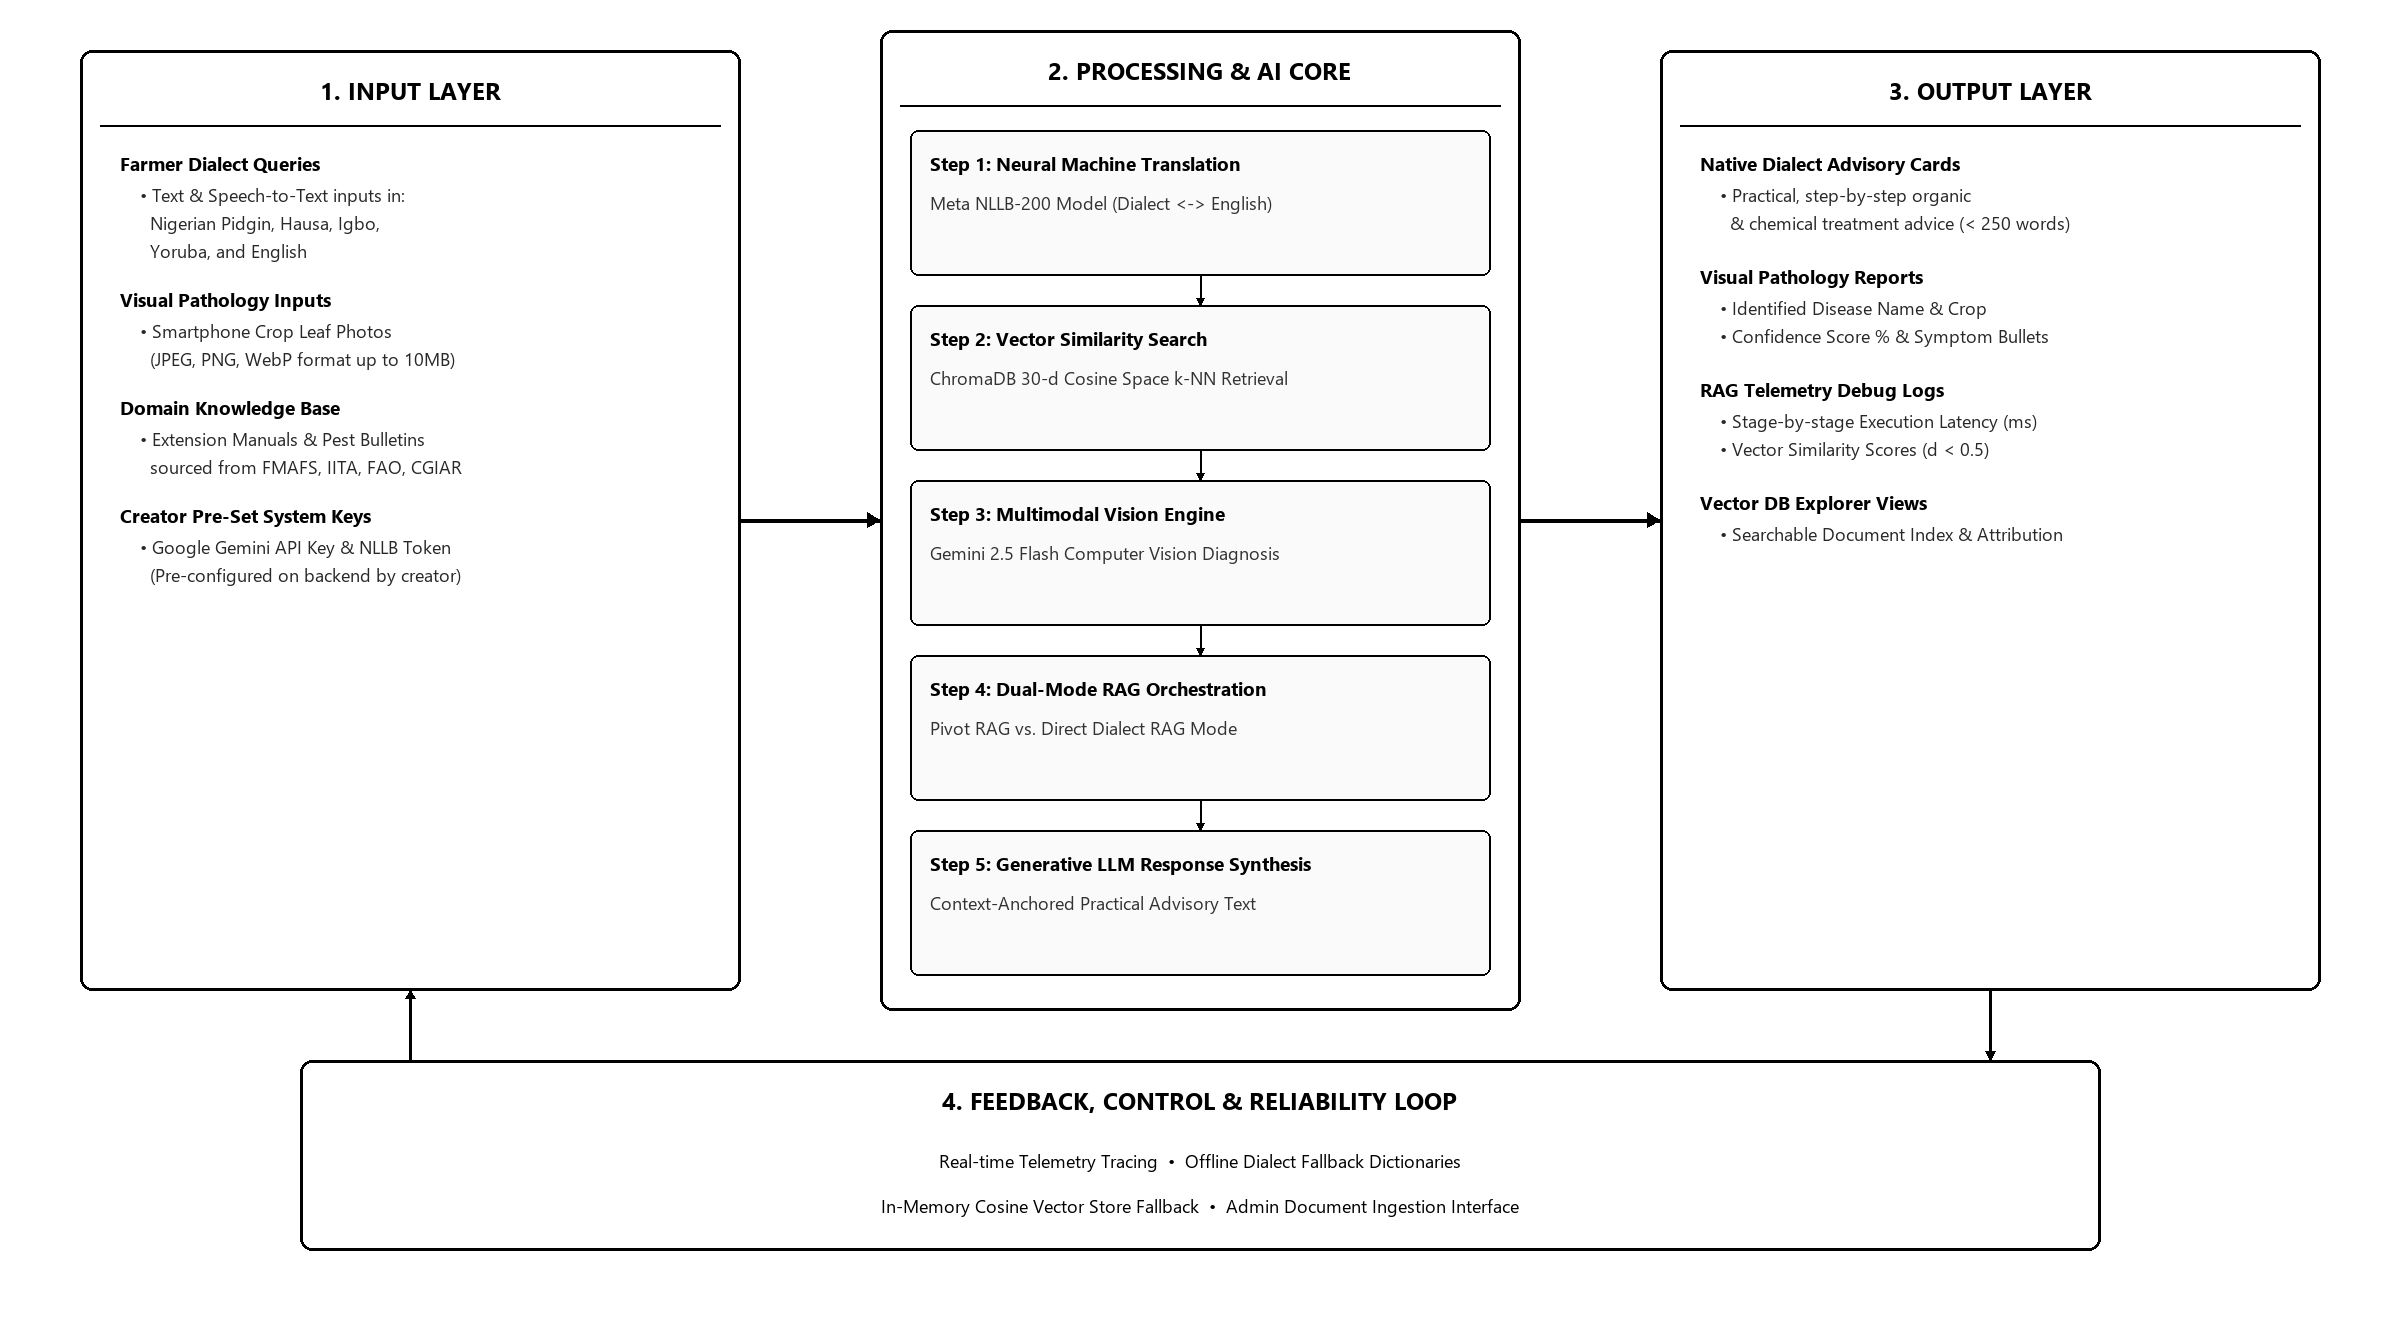 1. INPUT LAYER
Farmer Dialect Queries
• Text & Speech-to-Text inputs in:
Nigerian Pidgin, Hausa, Igbo,
Yoruba, and English
Visual Pathology Inputs
• Smartphone Crop Leaf Photos
(JPEG, PNG, WebP format up to 10MB)
Domain Knowledge Base
• Extension Manuals & Pest Bulletins
sourced from FMAFS, IITA, FAO, CGIAR
Creator Pre-Set System Keys
• Google Gemini API Key & NLLB Token
(Pre-configured on backend by creator)
2. PROCESSING & AI CORE
Step 1: Neural Machine Translation
Meta NLLB-200 Model (Dialect <-> English)
Step 2: Vector Similarity Search
ChromaDB 30-d Cosine Space k-NN Retrieval
Step 3: Multimodal Vision Engine
Gemini 2.5 Flash Computer Vision Diagnosis
Step 4: Dual-Mode RAG Orchestration
Pivot RAG vs. Direct Dialect RAG Mode
Step 5: Generative LLM Response Synthesis
Context-Anchored Practical Advisory Text
3. OUTPUT LAYER
Native Dialect Advisory Cards
• Practical, step-by-step organic
& chemical treatment advice (< 250 words)
Visual Pathology Reports
• Identified Disease Name & Crop
• Confidence Score % & Symptom Bullets
RAG Telemetry Debug Logs
• Stage-by-stage Execution Latency (ms)
• Vector Similarity Scores (d < 0.5)
Vector DB Explorer Views
• Searchable Document Index & Attribution
4. FEEDBACK, CONTROL & RELIABILITY LOOP
Real-time Telemetry Tracing • Offline Dialect Fallback Dictionaries
In-Memory Cosine Vector Store Fallback • Admin Document Ingestion Interface